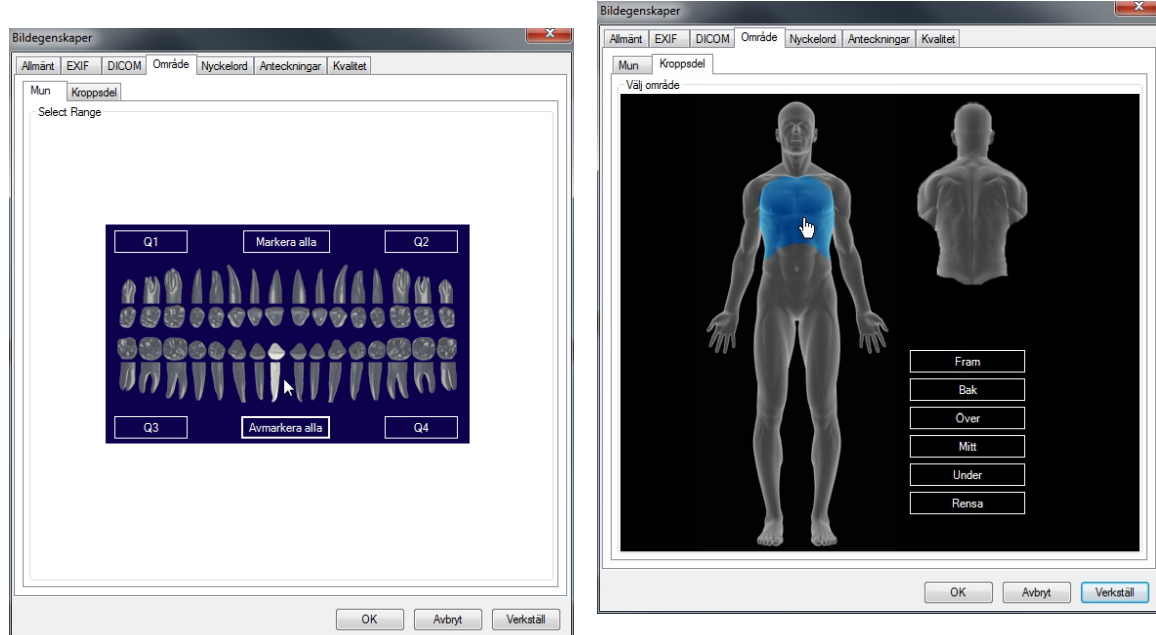 Bildegenskaper
Allmänt EXIF DICOM Område Nyckelord Anteckningar Kvalitet
Mun Kroppsdel
Select Range
Q1 Markera alla Q2
Q3 Avmarkera alla Q4
OK Avbryt Verkställ
Bildegenskaper
Allmänt EXIF DICOM Område Nyckelord Anteckningar Kvalitet
Mun Kroppsdel
Välj område
Fram
Bak
Över
Mitt
Under
Rensa
OK Avbryt Verkställ